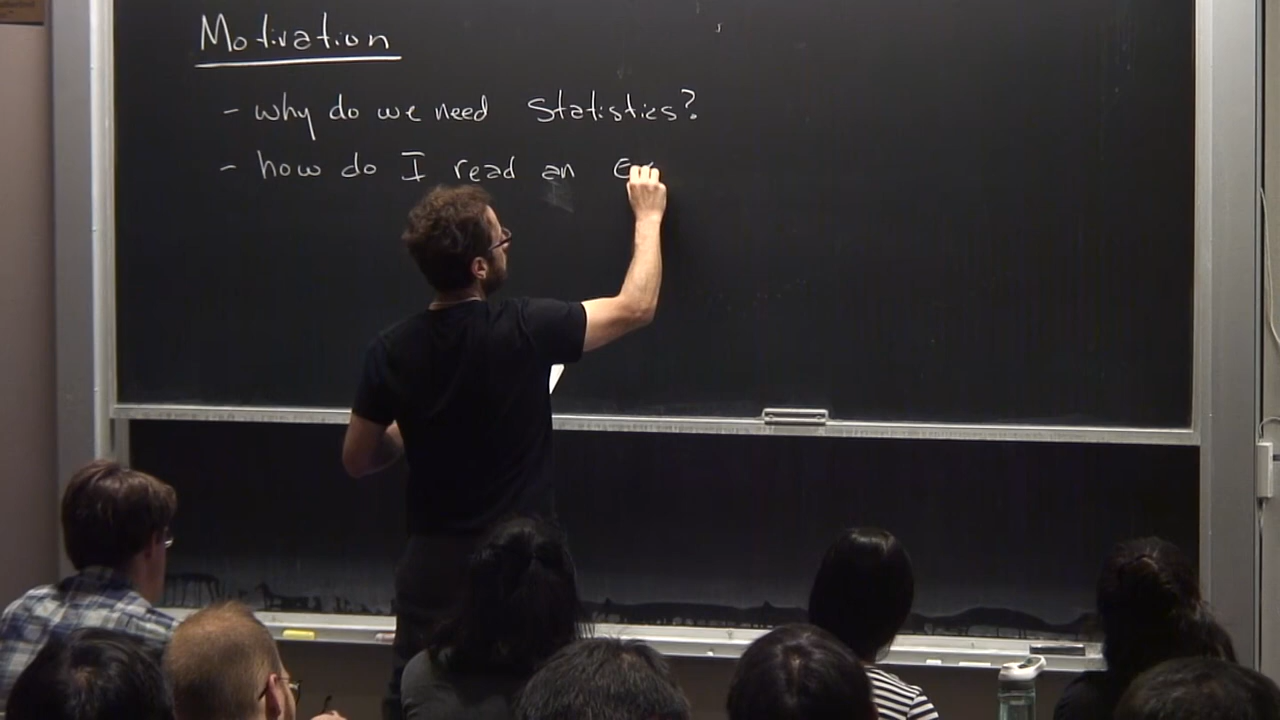 Motivation
- why do we need Statistics?
- how do I read an